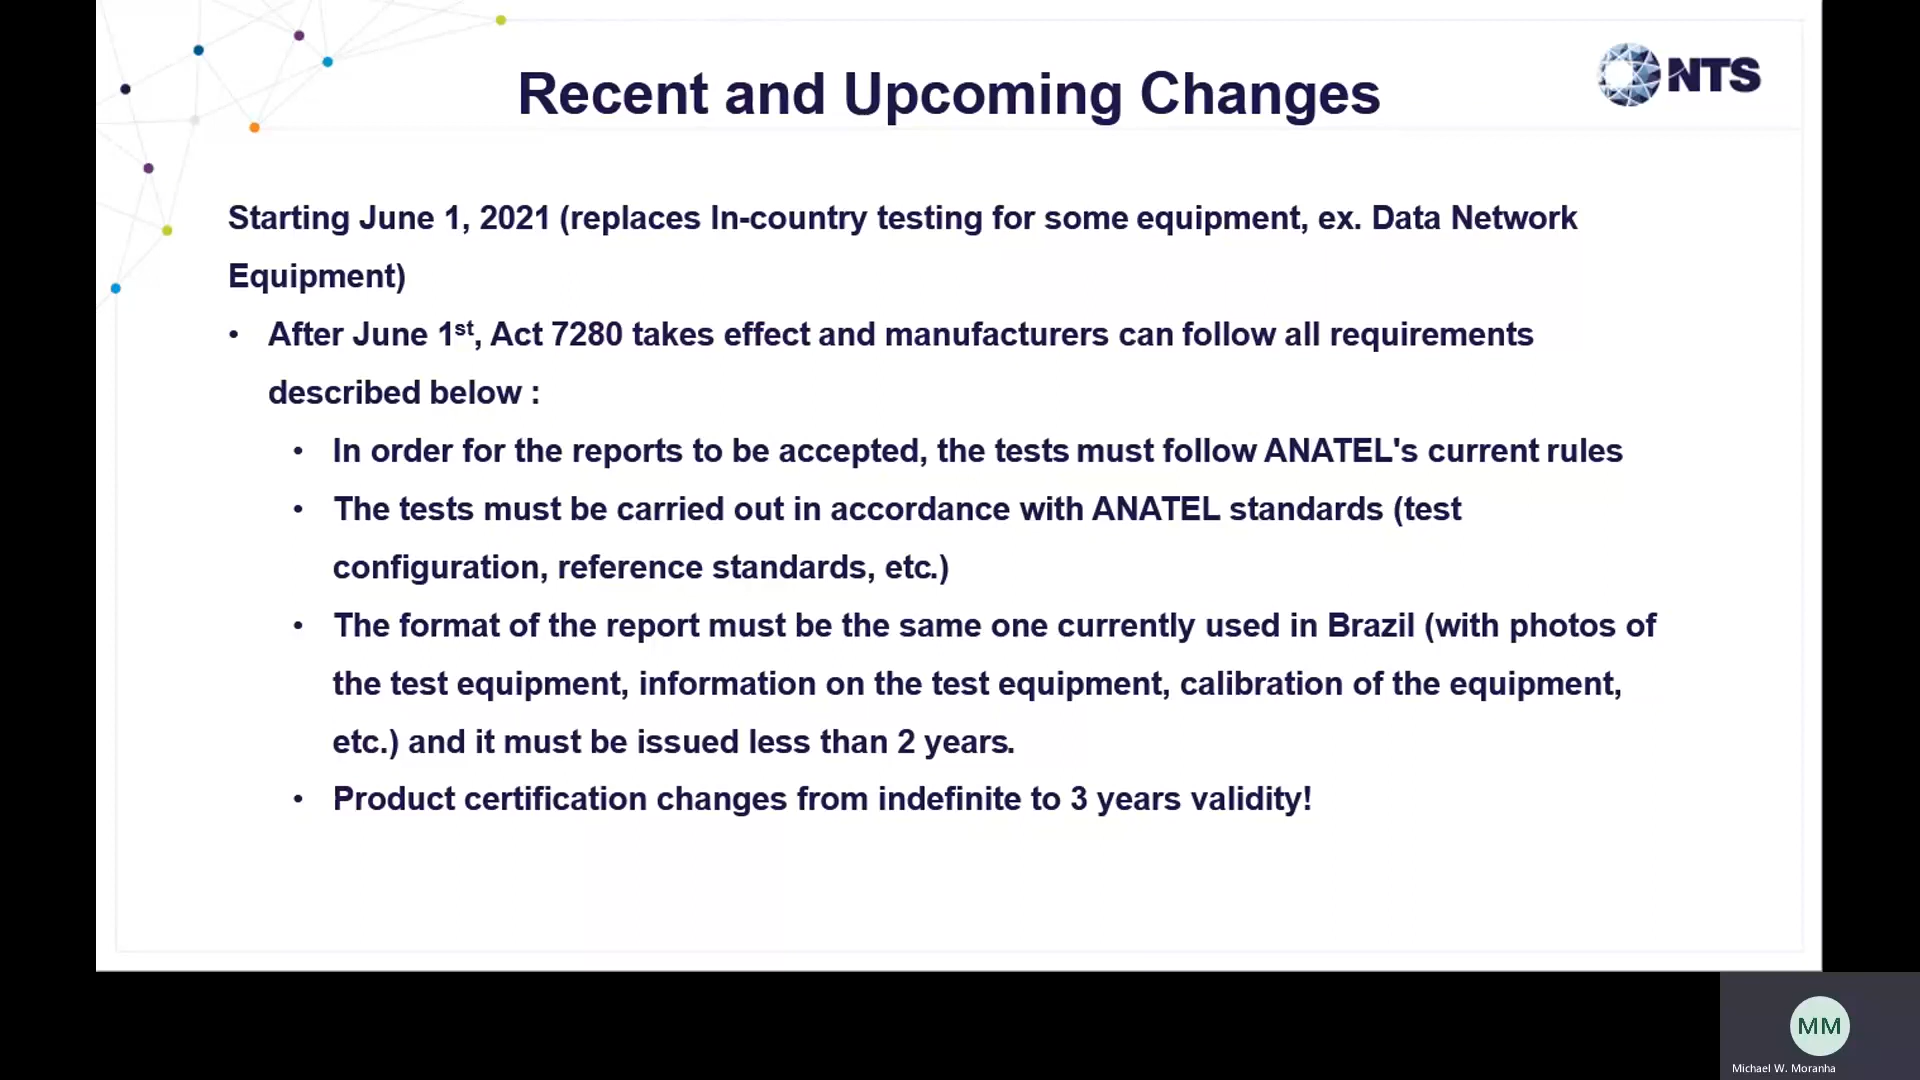 NTS
Recent and Upcoming Changes
Starting June 1, 2021 (replaces In-country testing for some equipment, ex. Data Network
Equipment)
• After June 1st, Act 7280 takes effect and manufacturers can follow all requirements
described below :
• In order for the reports to be accepted, the tests must follow ANATEL's current rules
• The tests must be carried out in accordance with ANATEL standards (test
configuration, reference standards, etc.)
• The format of the report must be the same one currently used in Brazil (with photos of
the test equipment, information on the test equipment, calibration of the equipment,
etc.) and it must be issued less than 2 years.
• Product certification changes from indefinite to 3 years validity!
MM
Michael W. Moranha